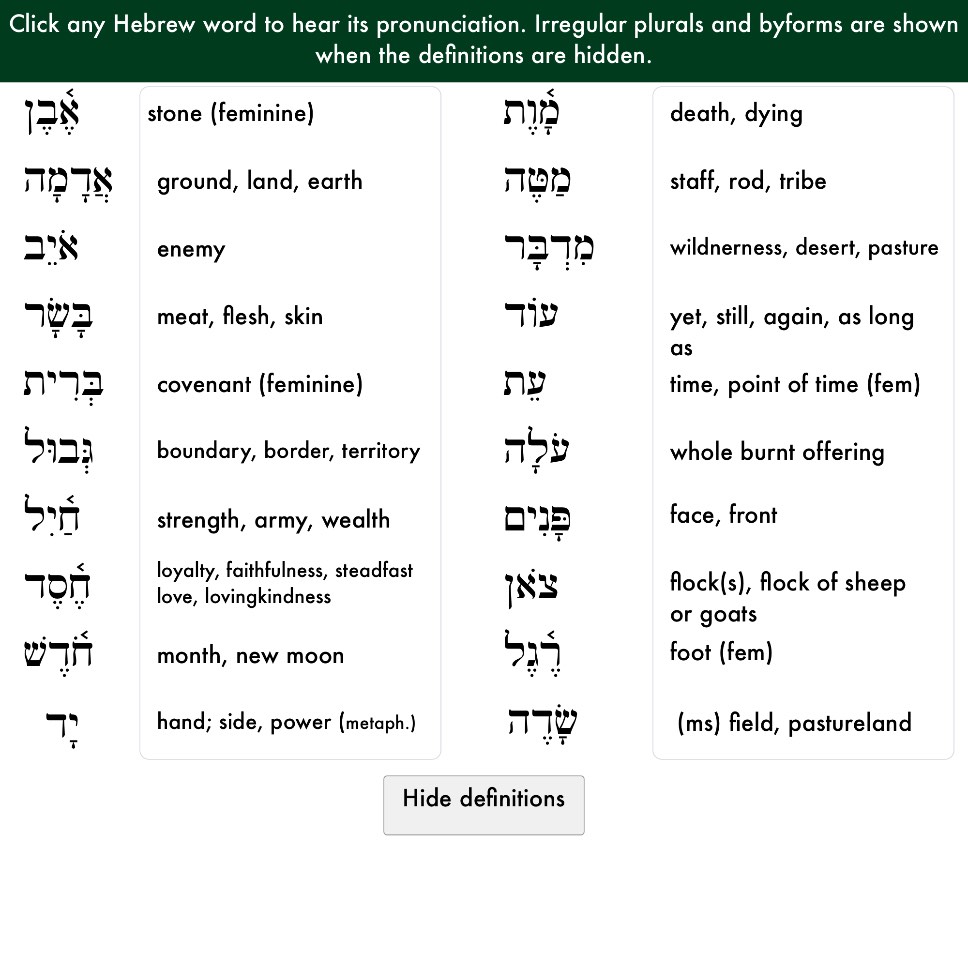 Click any Hebrew word to hear its pronunciation. Irregular plurals and byforms are shown
when the definitions are hidden.
אֶ֫בֶן stone (feminine)
אֲדָמָה ground, land, earth
אֹיֵב enemy
בָּשָׂר meat, flesh, skin
בְּרִית covenant (feminine)
גְּבוּל boundary, border, territory
חַ֫יִל strength, army, wealth
חֶ֫סֶד loyalty, faithfulness, steadfast
love, lovingkindness
חֹ֫דֶשׁ month, new moon
יָד hand; side, power (metaph.)
מָ֫וֶת death, dying
מַטֶּה staff, rod, tribe
מִדְבָּר wildnerness, desert, pasture
עוֹד yet, still, again, as long
as
עֵת time, point of time (fem)
עֹלָה whole burnt offering
פָּנִים face, front
צֹאן flock(s), flock of sheep
or goats
רֶ֫גֶל foot (fem)
שָׂדֶה (ms) field, pastureland
Hide definitions